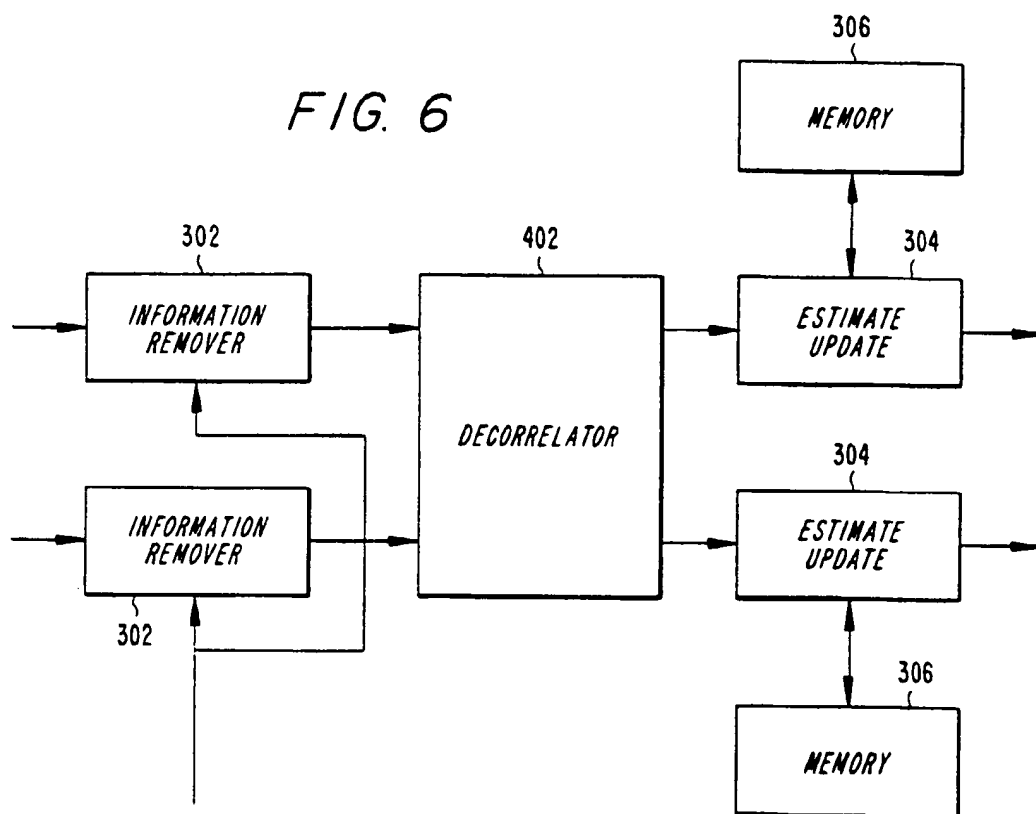 FIG. 6
306
MEMORY
302
402
304
INFORMATION
REMOVER
DECORRELATOR
ESTIMATE
UPDATE
304
INFORMATION
REMOVER
ESTIMATE
UPDATE
302
306
MEMORY